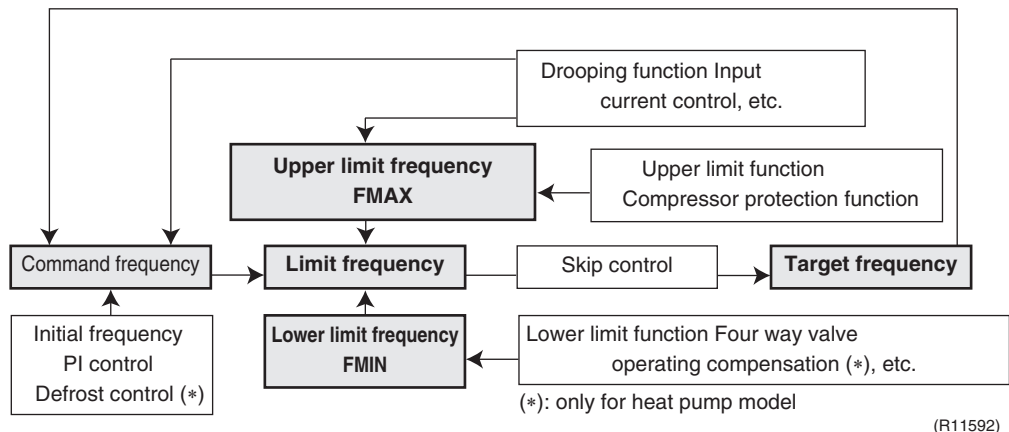 Drooping function Input
current control, etc.
Upper limit frequency
FMAX
Upper limit function
Compressor protection function
Command frequency
Limit frequency
Skip control
Target frequency
Initial frequency
PI control
Defrost control (∗)
Lower limit frequency
FMIN
Lower limit function Four way valve
operating compensation (∗), etc.
(∗): only for heat pump model
(R11592)